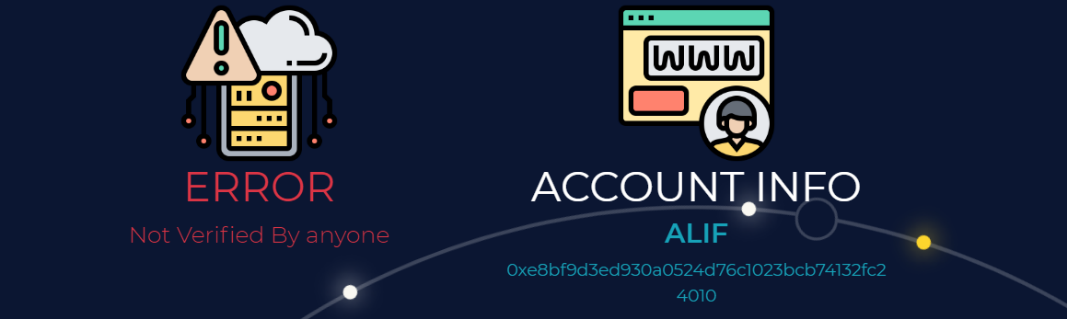 WWW
ERROR
Not Verified By anyone
ACCOUNT INFO
ALIF
0xe8bf9d3ed930a0524d76c1023bcb74132fc2
4010